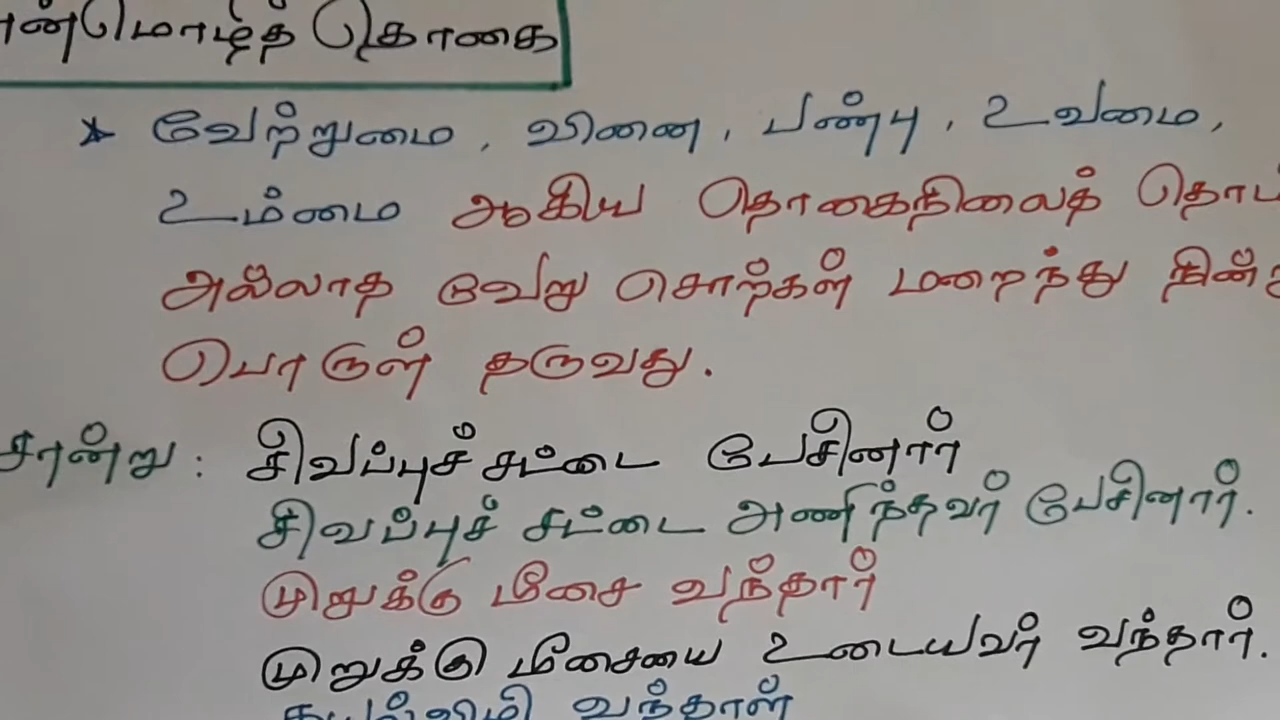 ன்மொழித் தொகை
* வேற்றுமை, வினை, பண்பு, உவமை,
உம்மை ஆகிய தொகைநிலைத்
அல்லாத வேறு சொற்கள் மறைந்து
பொருள் தருவது.
சான்று : சிவப்புச் சட்டை பேசினார்
சிவப்புச் சட்டை அணிந்தவர் பேசினார்.
முறுக்கு மீசை வந்தார்
முறுக்கு மீசையை உடையவர் வந்தார்.
கயல்விழி வந்தாள்